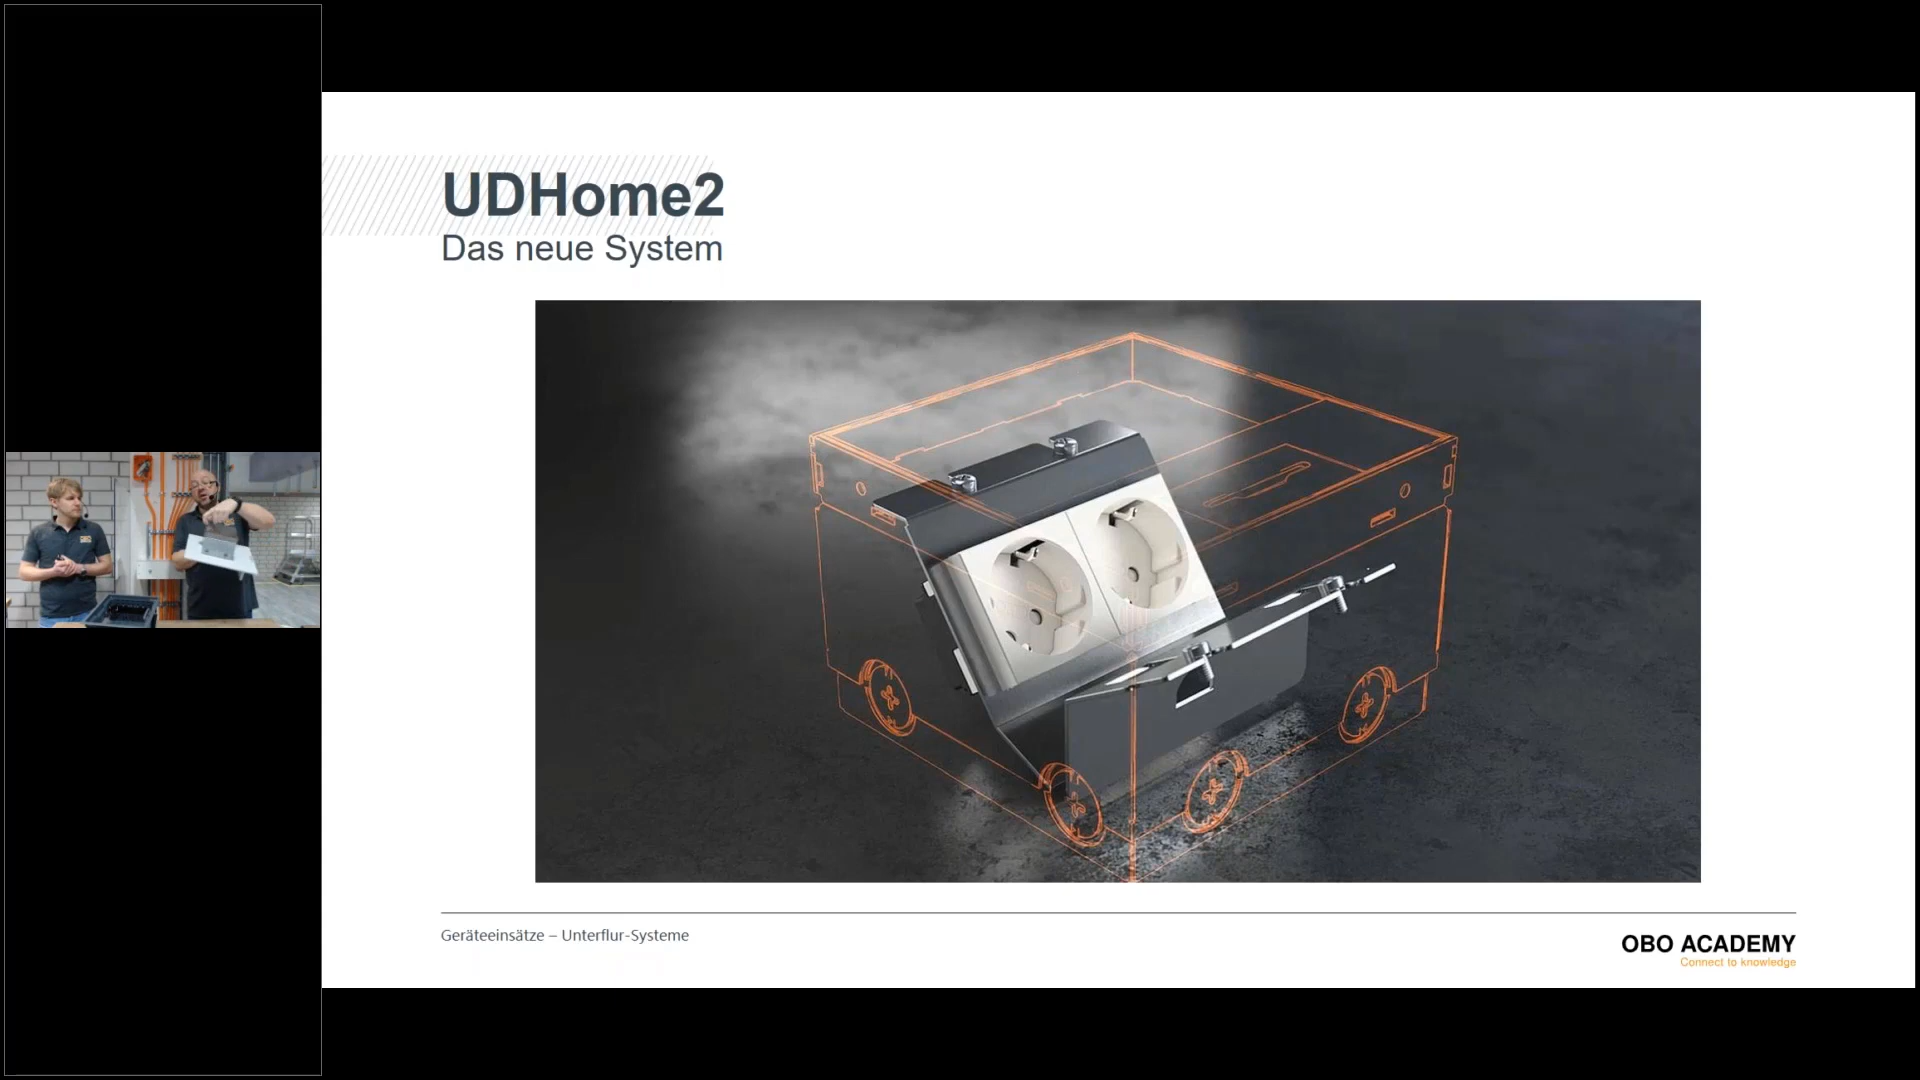 UDHome2
Das neue System
Geräteeinsätze – Unterflur-Systeme
OBO ACADEMY
Connect to knowledge